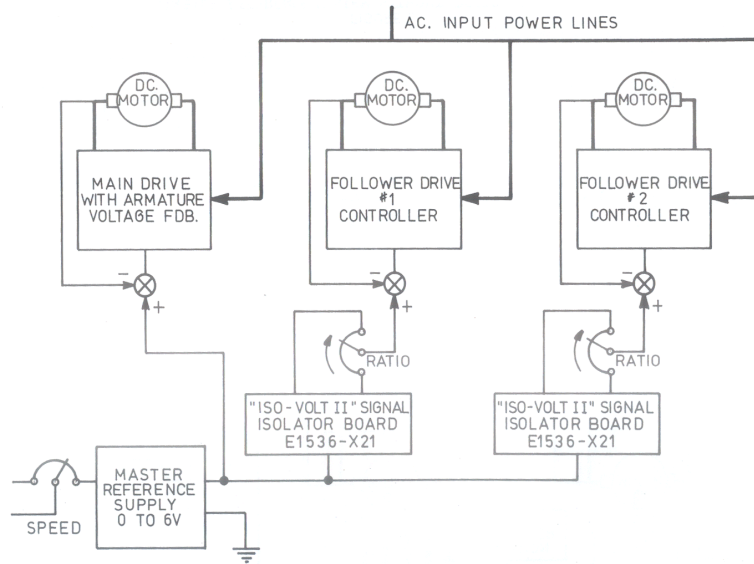 AC. INPUT POWER LINES
DC.
MOTOR
DC.
MOTOR
DC.
MOTOR
MAIN DRIVE
WITH ARMATURE
VOLTAGE FDB.
FOLLOWER DRIVE
#1
CONTROLLER
FOLLOWER DRIVE
#2
CONTROLLER
−
+
−
+
−
+
RATIO
RATIO
"ISO-VOLT II" SIGNAL
ISOLATOR BOARD
E1536-X21
"ISO-VOLT II" SIGNAL
ISOLATOR BOARD
E1536-X21
MASTER
REFERENCE
SUPPLY
0 TO 6V
SPEED